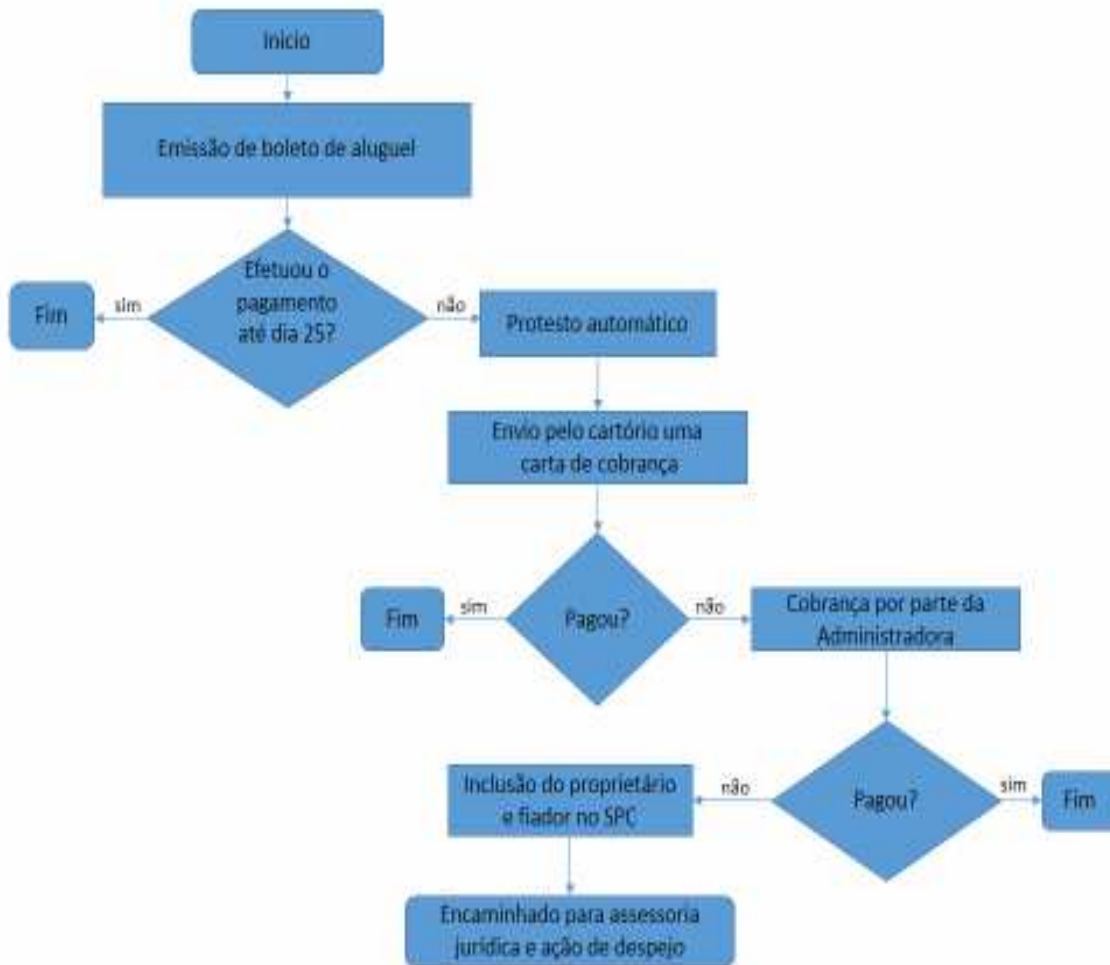 Inicio
Emissão de boleto de aluguel
Efetuou o
pagamento
até dia 25?
sim
Fim
não
Protesto automático
Envio pelo cartório uma
carta de cobrança
Pagou?
sim
Fim
não
Cobrança por parte da
Administradora
Pagou?
sim
Fim
não
Inclusão do proprietário
e fiador no SPC
Encaminhado para assessoria
jurídica e ação de despejo